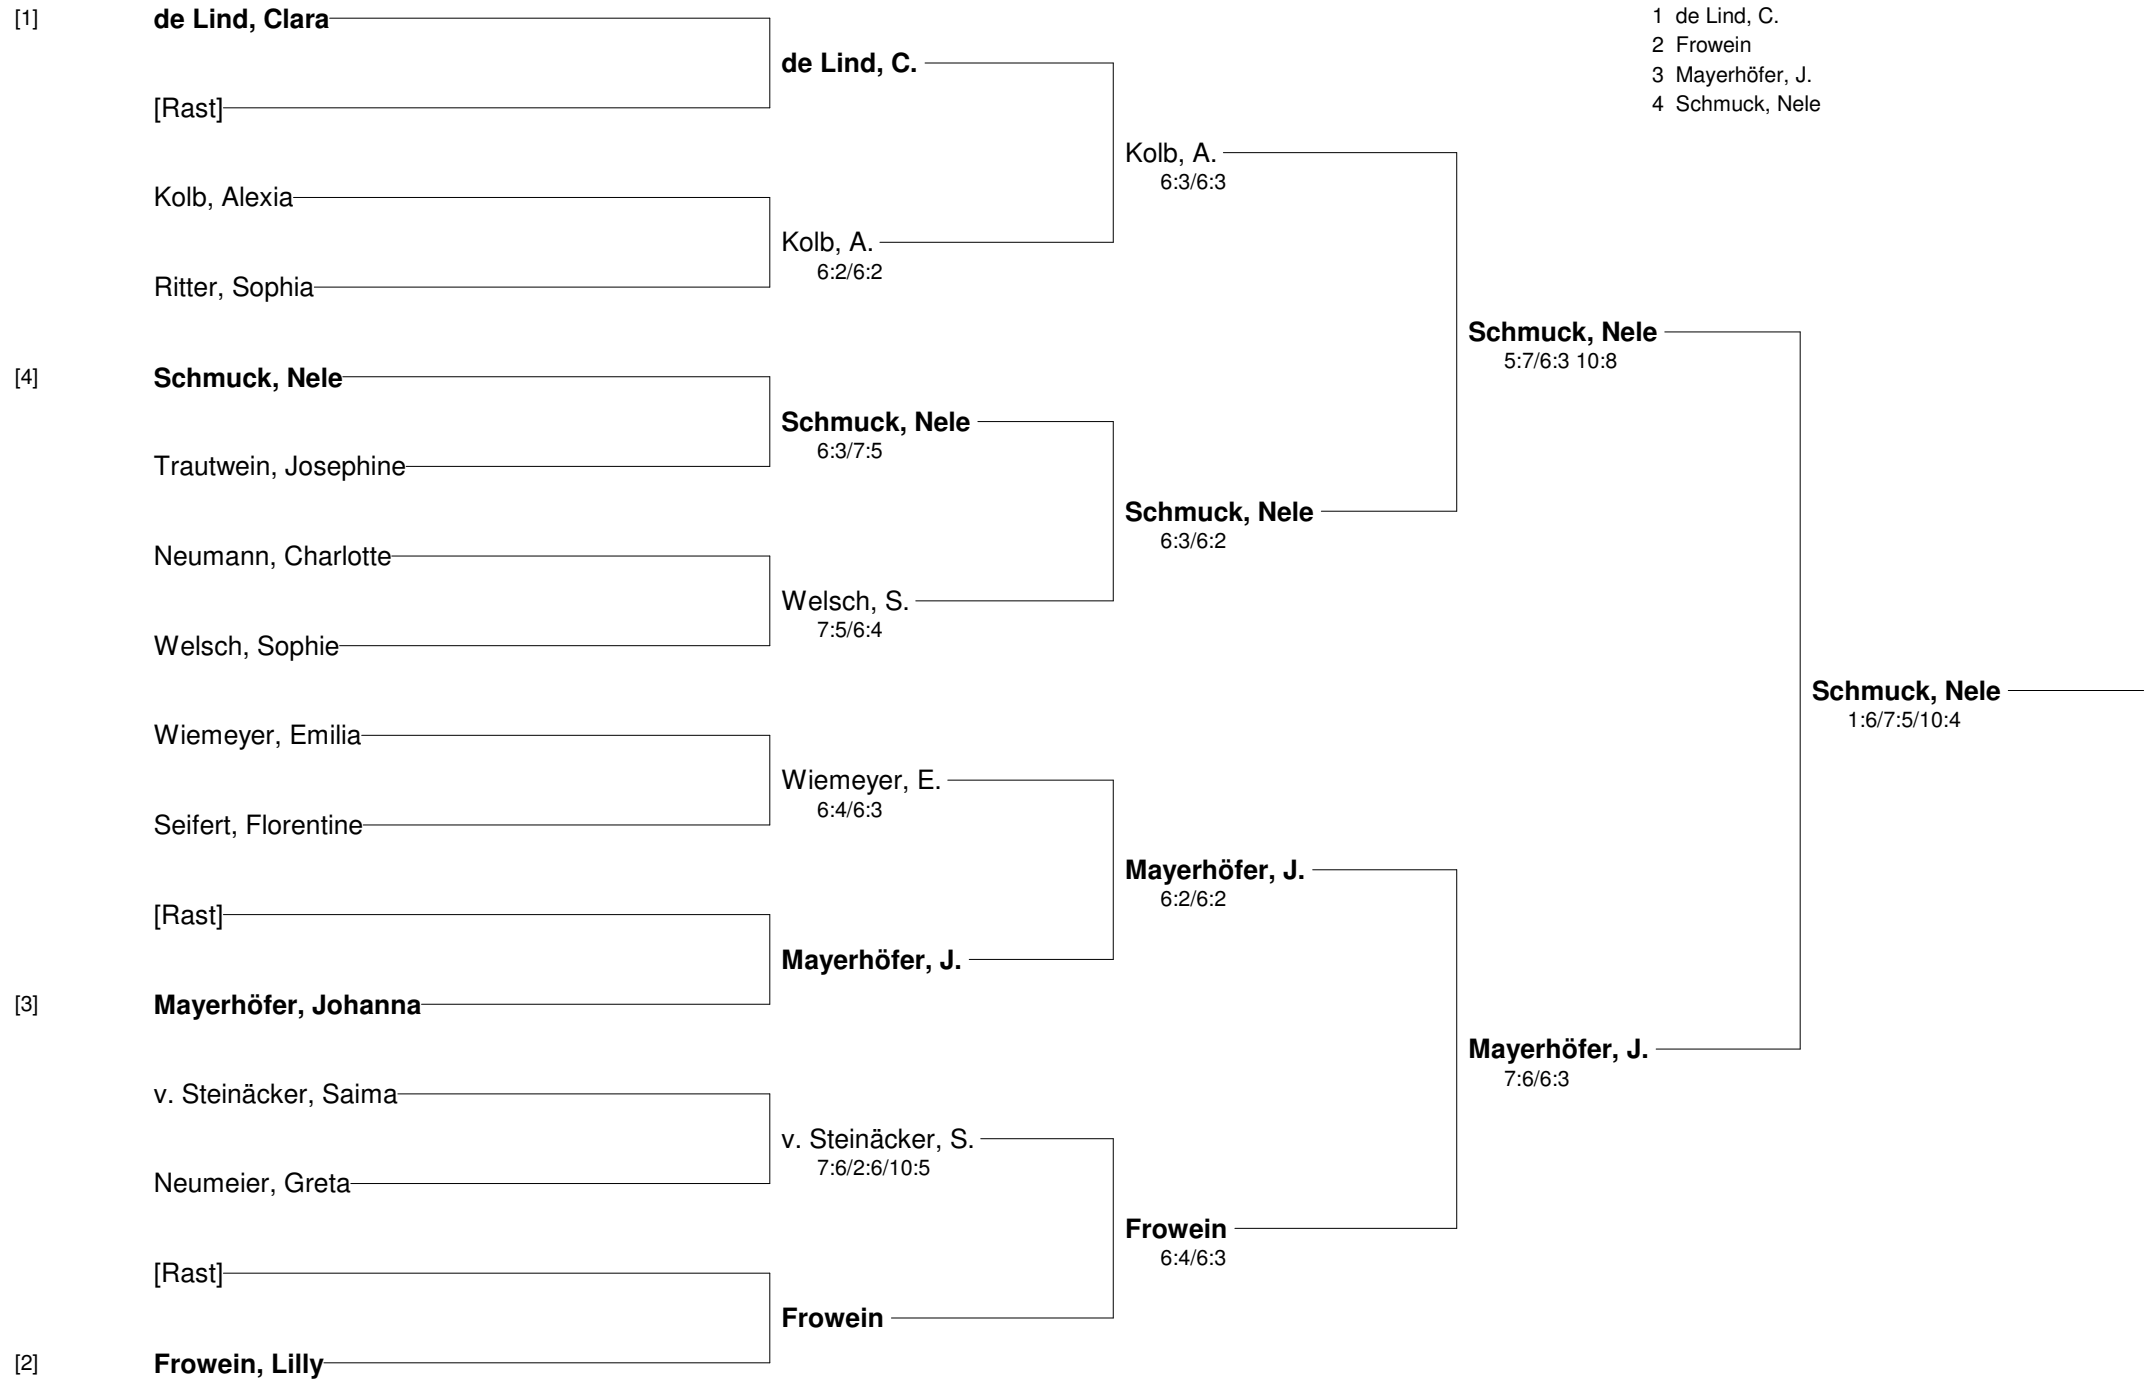 [1] de Lind, Clara
[Rast]
Kolb, Alexia
Ritter, Sophia
[4] Schmuck, Nele
Trautwein, Josephine
Neumann, Charlotte
Welsch, Sophie
Wiemeyer, Emilia
Seifert, Florentine
[Rast]
[3] Mayerhöfer, Johanna
v. Steinäcker, Saima
Neumeier, Greta
[Rast]
[2] Frowein, Lilly
de Lind, C.
Kolb, A.
6:2/6:2
Schmuck, Nele
6:3/7:5
Welsch, S.
7:5/6:4
Wiemeyer, E.
6:4/6:3
Mayerhöfer, J.
v. Steinäcker, S.
7:6/2:6/10:5
Frowein
Kolb, A.
6:3/6:3
Schmuck, Nele
6:3/6:2
Mayerhöfer, J.
6:2/6:2
Frowein
6:4/6:3
Schmuck, Nele
5:7/6:3 10:8
Mayerhöfer, J.
7:6/6:3
Schmuck, Nele
1:6/7:5/10:4
1 de Lind, C.
2 Frowein
3 Mayerhöfer, J.
4 Schmuck, Nele